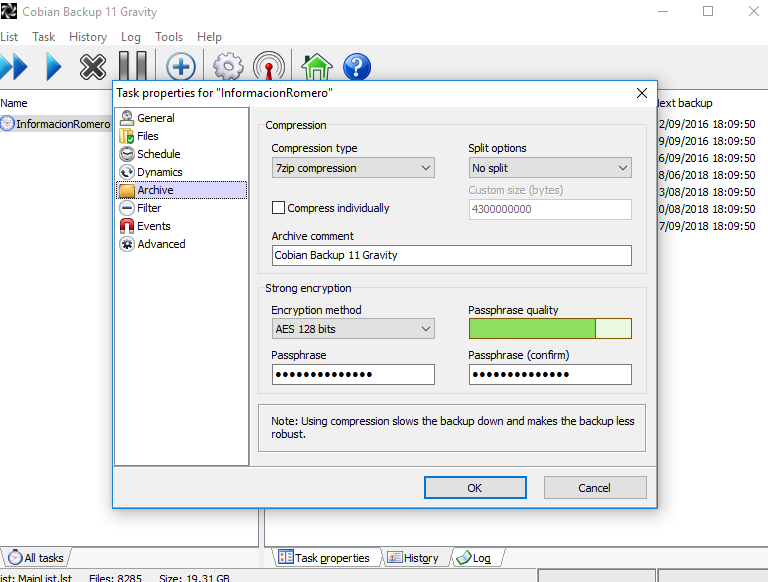 Cobian Backup 11 Gravity
List Task History Log Tools Help
Name
ext backup
InformacionRomero
2/09/2016 18:09:50
9/09/2016 18:09:50
6/09/2016 18:09:50
8/06/2018 18:09:50
3/08/2018 18:09:50
0/08/2018 18:09:50
7/09/2018 18:09:50
Task properties for "InformacionRomero"
General
Files
Schedule
Dynamics
Archive
Filter
Events
Advanced
Compression
Compression type
Split options
7zip compression
No split
Custom size (bytes)
Compress individually
4300000000
Archive comment
Cobian Backup 11 Gravity
Strong encryption
Encryption method
Passphrase quality
AES 128 bits
Passphrase
Passphrase (confirm)
Note: Using compression slows the backup down and makes the backup less
robust.
OK
Cancel
All tasks
Task properties
History
Log
ist: MainList.lst Files: 8285 Size: 19,31 GB